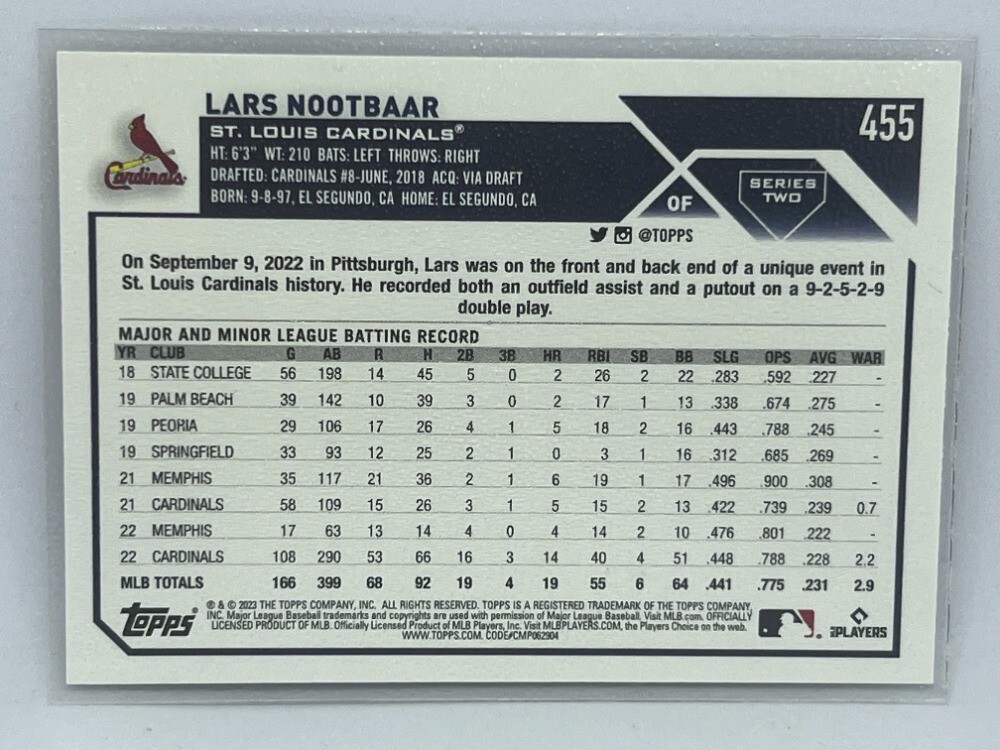 LARS NOOTBAAR
455
ST. LOUIS CARDINALS®
HT: 6'3" WT: 210 BATS: LEFT THROWS: RIGHT
DRAFTED: CARDINALS #8-JUNE, 2018 ACQ: VIA DRAFT
BORN: 9-8-97, EL SEGUNDO, CA HOME: EL SEGUNDO, CA
Cardinals
OF
SERIES
TWO
@TOPPS
On September 9, 2022 in Pittsburgh, Lars was on the front and back end of a unique event in
St. Louis Cardinals history. He recorded both an outfield assist and a putout on a 9-2-5-2-9
double play.
MAJOR AND MINOR LEAGUE BATTING RECORD
YR CLUB G AB R H 2B 3B HR RBI SB BB SLG OPS AVG WAR
18 STATE COLLEGE 56 198 14 45 5 0 2 26 2 22 .283 .592 .227 -
19 PALM BEACH 39 142 10 39 3 0 2 17 1 13 .338 .674 .275 -
19 PEORIA 29 106 17 26 4 1 5 18 2 16 .443 .788 .245 -
19 SPRINGFIELD 33 93 12 25 2 1 0 3 1 16 .312 .685 .269 -
21 MEMPHIS 35 117 21 36 2 1 6 19 1 17 .496 .900 .308 -
21 CARDINALS 58 109 15 26 3 1 5 15 2 13 .422 .739 .239 0.7
22 MEMPHIS 17 63 13 14 4 0 4 14 2 10 .476 .801 .222 -
22 CARDINALS 108 290 53 66 16 3 14 40 4 51 .448 .788 .228 2.2
MLB TOTALS 166 399 68 92 19 4 19 55 6 64 .441 .775 .231 2.9
Topps
® & © 2023 THE TOPPS COMPANY, INC. ALL RIGHTS RESERVED. TOPPS IS A REGISTERED TRADEMARK OF THE TOPPS COMPANY,
INC. Major League Baseball trademarks and copyrights are used with permission of Major League Baseball. Visit MLB.com. OFFICIALLY
LICENSED PRODUCT OF MLB. Officially Licensed Product of MLB Players, Inc. Visit MLBPLAYERS.COM, the Players Choice on the web.
WWW.TOPPS.COM. CODE#CMP062904
MLB PLAYERS